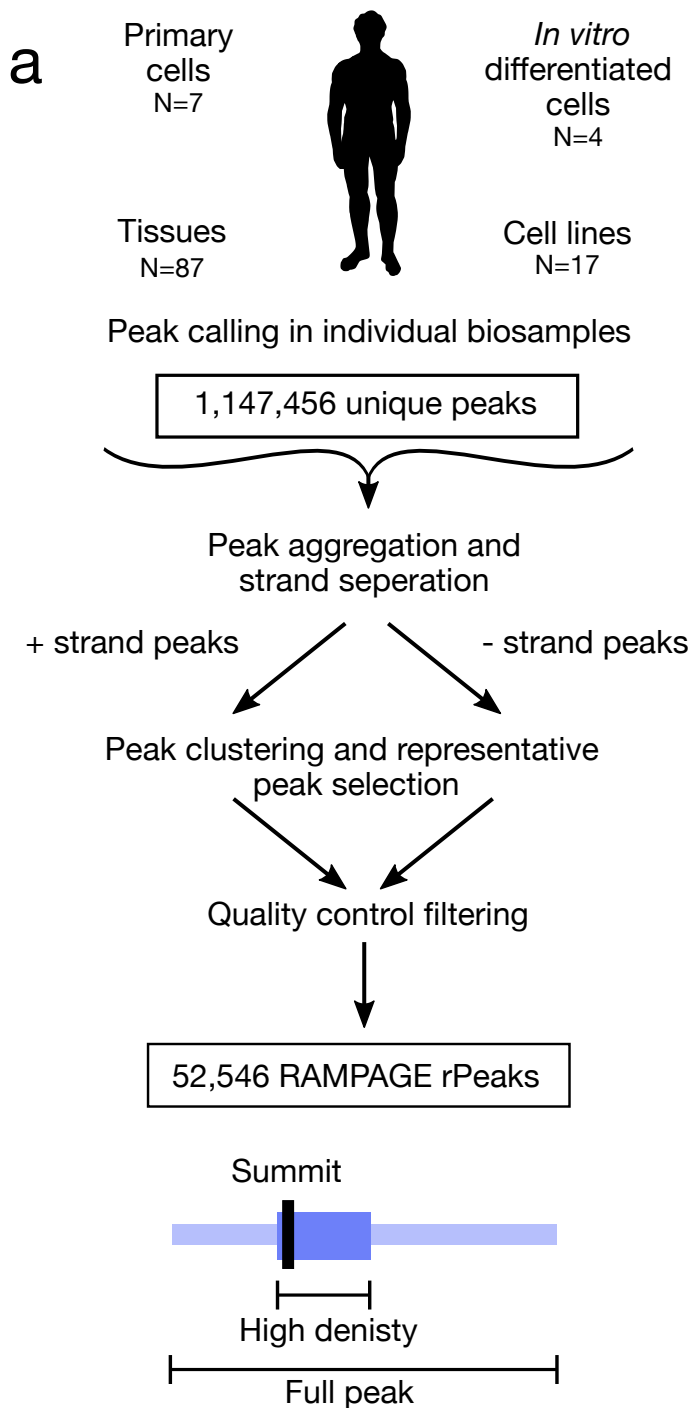 a
Primary
cells
N=7
In vitro
differentiated
cells
N=4
Tissues
N=87
Cell lines
N=17
Peak calling in individual biosamples
1,147,456 unique peaks
Peak aggregation and
strand seperation
+ strand peaks
- strand peaks
Peak clustering and representative
peak selection
Quality control filtering
52,546 RAMPAGE rPeaks
Summit
High denisty
Full peak